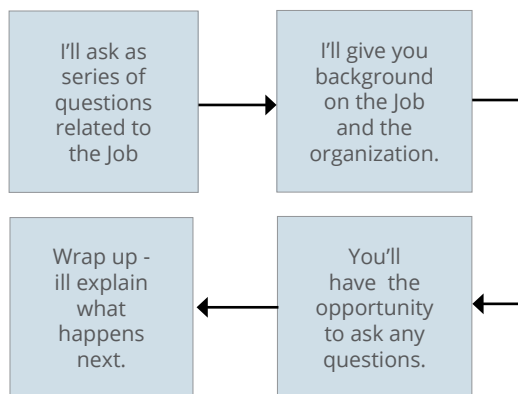 I'll ask as
series of
questions
related to
the Job
I'll give you
background
on the Job
and the
organization.
You'll
have  the
opportunity
to ask any
questions.
Wrap up -
ill explain
what
happens
next.